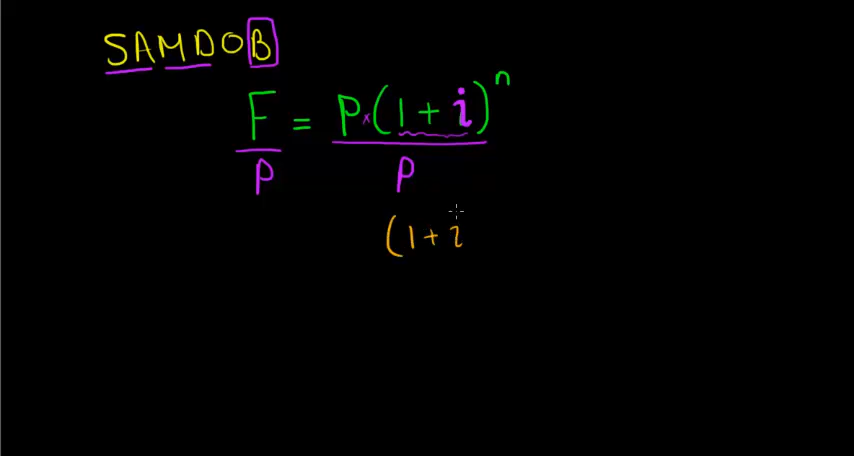 SAMDOB
F = P × (1 + i)^n
P P
(1 + i